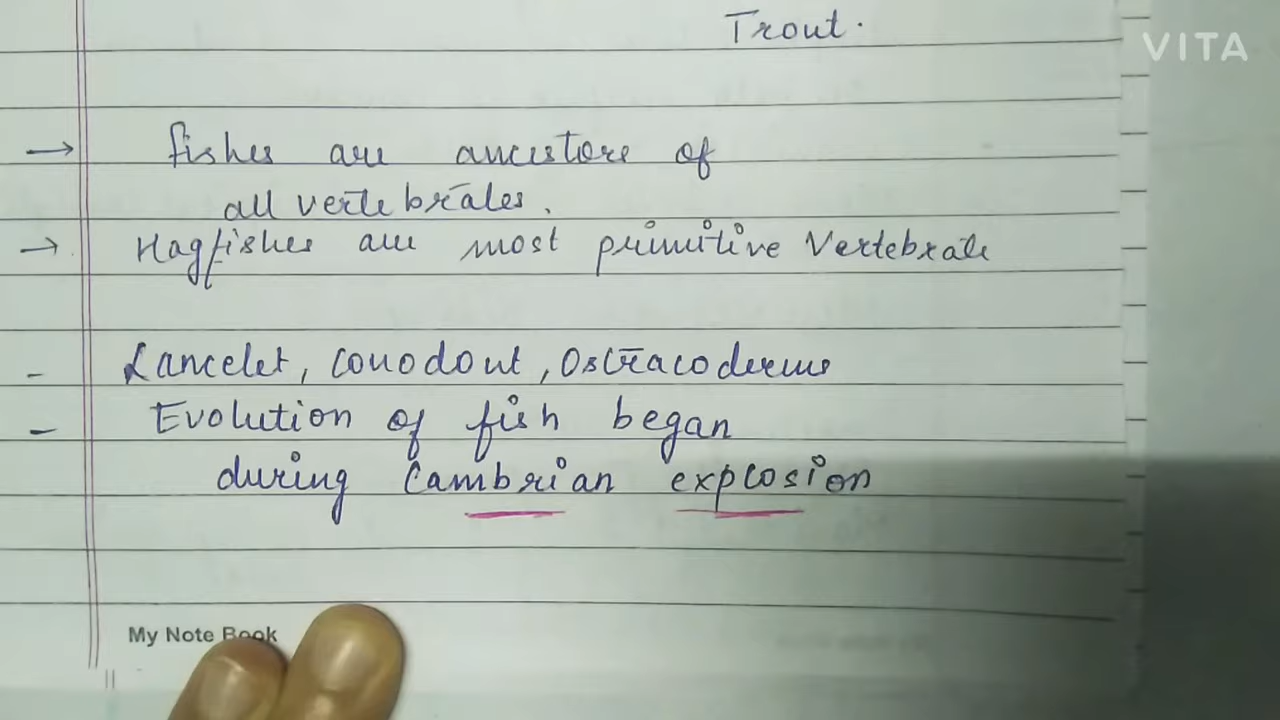 Trout.
VITA
→ fishes are ancestors of
all vertebrates.
→ Hagfishes are most primitive Vertebrate
- Lancelet, Conodont, Ostracoderms
- Evolution of fish began
during Cambrian explosion
My Note Book